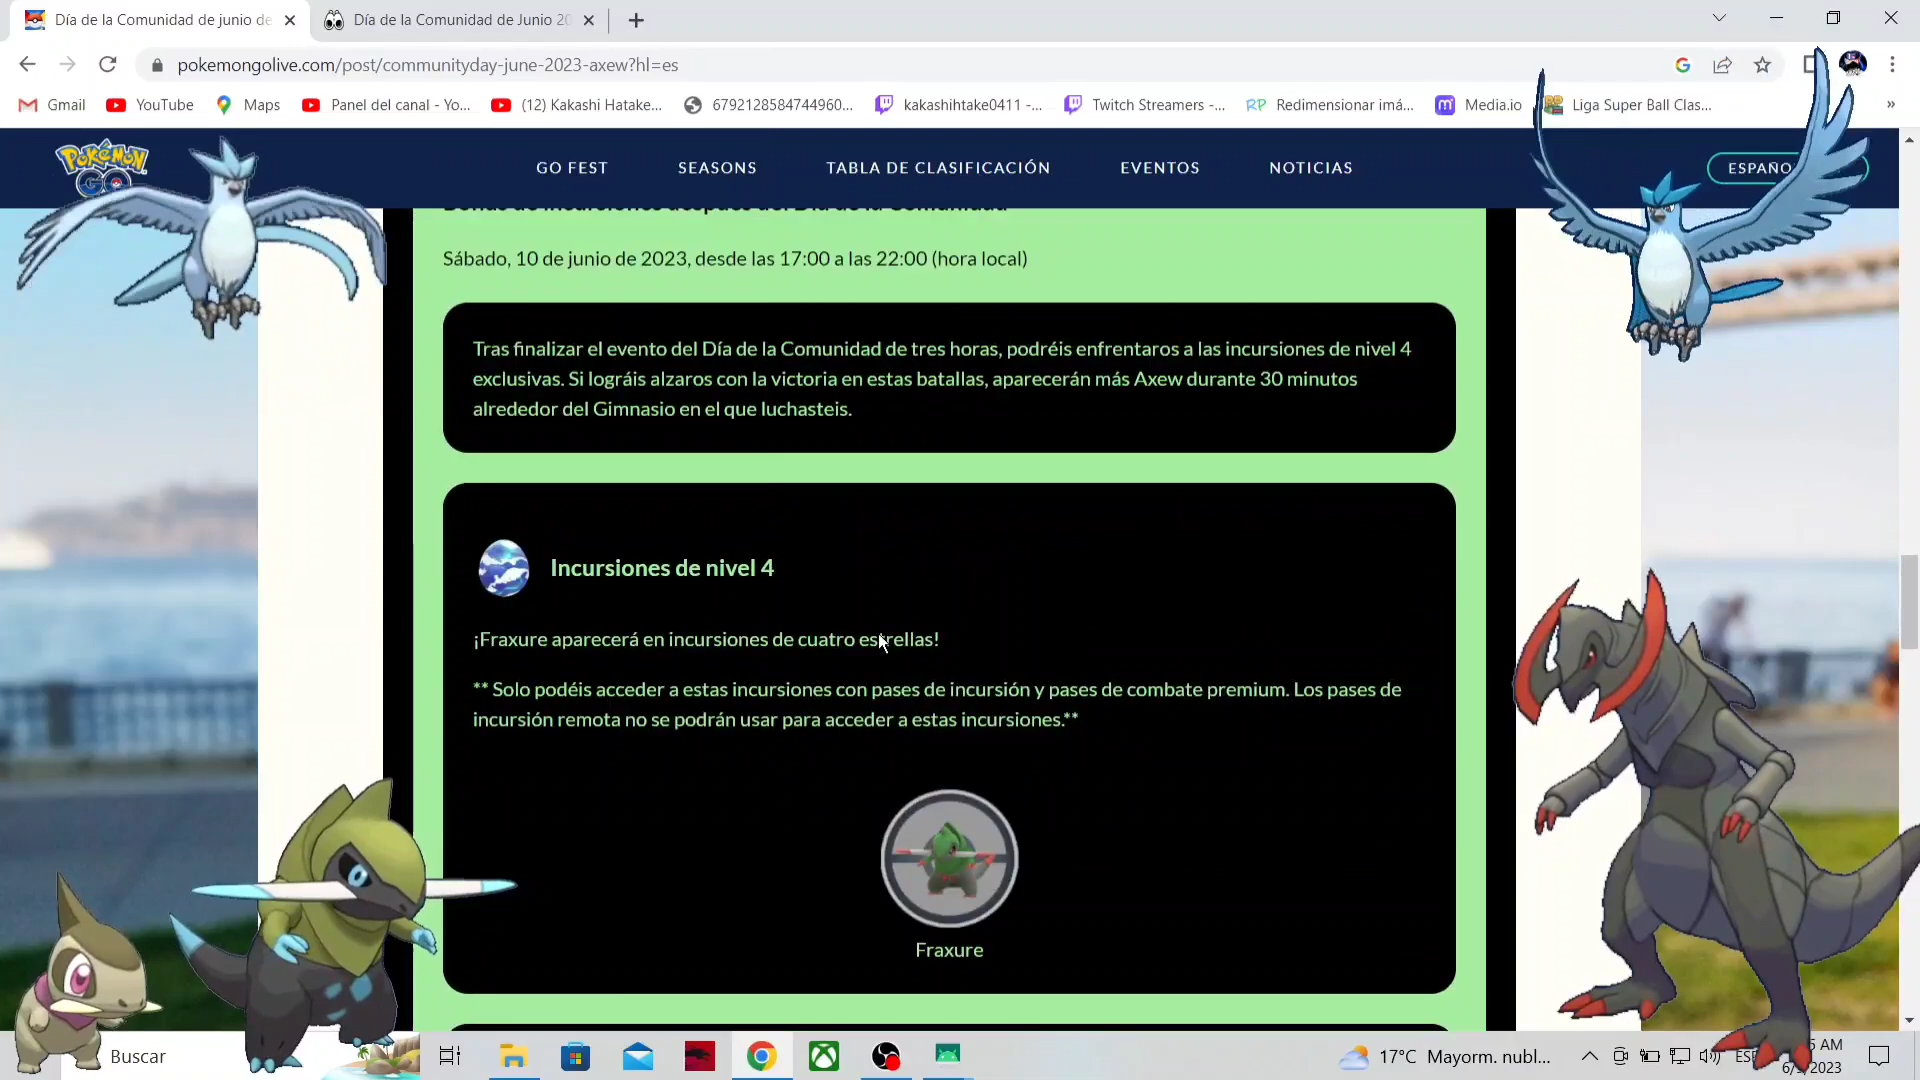 Día de la Comunidad de junio de
Día de la Comunidad de Junio 20
pokemongolive.com/post/communityday-june-2023-axew?hl=es
Gmail
YouTube
Maps
Panel del canal - Yo...
(12) Kakashi Hatake...
6792128584744960...
kakashihtake0411 -...
Twitch Streamers -...
RP
Redimensionar imá...
Media.io
Liga Super Ball Clas...
»
POKÉMON GO
GO FEST
SEASONS
TABLA DE CLASIFICACIÓN
EVENTOS
NOTICIAS
Sábado, 10 de junio de 2023, desde las 17:00 a las 22:00 (hora local)
Tras finalizar el evento del Día de la Comunidad de tres horas, podréis enfrentaros a las incursiones de nivel 4
exclusivas. Si lográis alzaros con la victoria en estas batallas, aparecerán más Axew durante 30 minutos
alrededor del Gimnasio en el que luchasteis.
Incursiones de nivel 4
¡Fraxure aparecerá en incursiones de cuatro estrellas!
** Solo podéis acceder a estas incursiones con pases de incursión y pases de combate premium. Los pases de
incursión remota no se podrán usar para acceder a estas incursiones.**
Fraxure
Buscar
17°C Mayorm. nubl...
AM